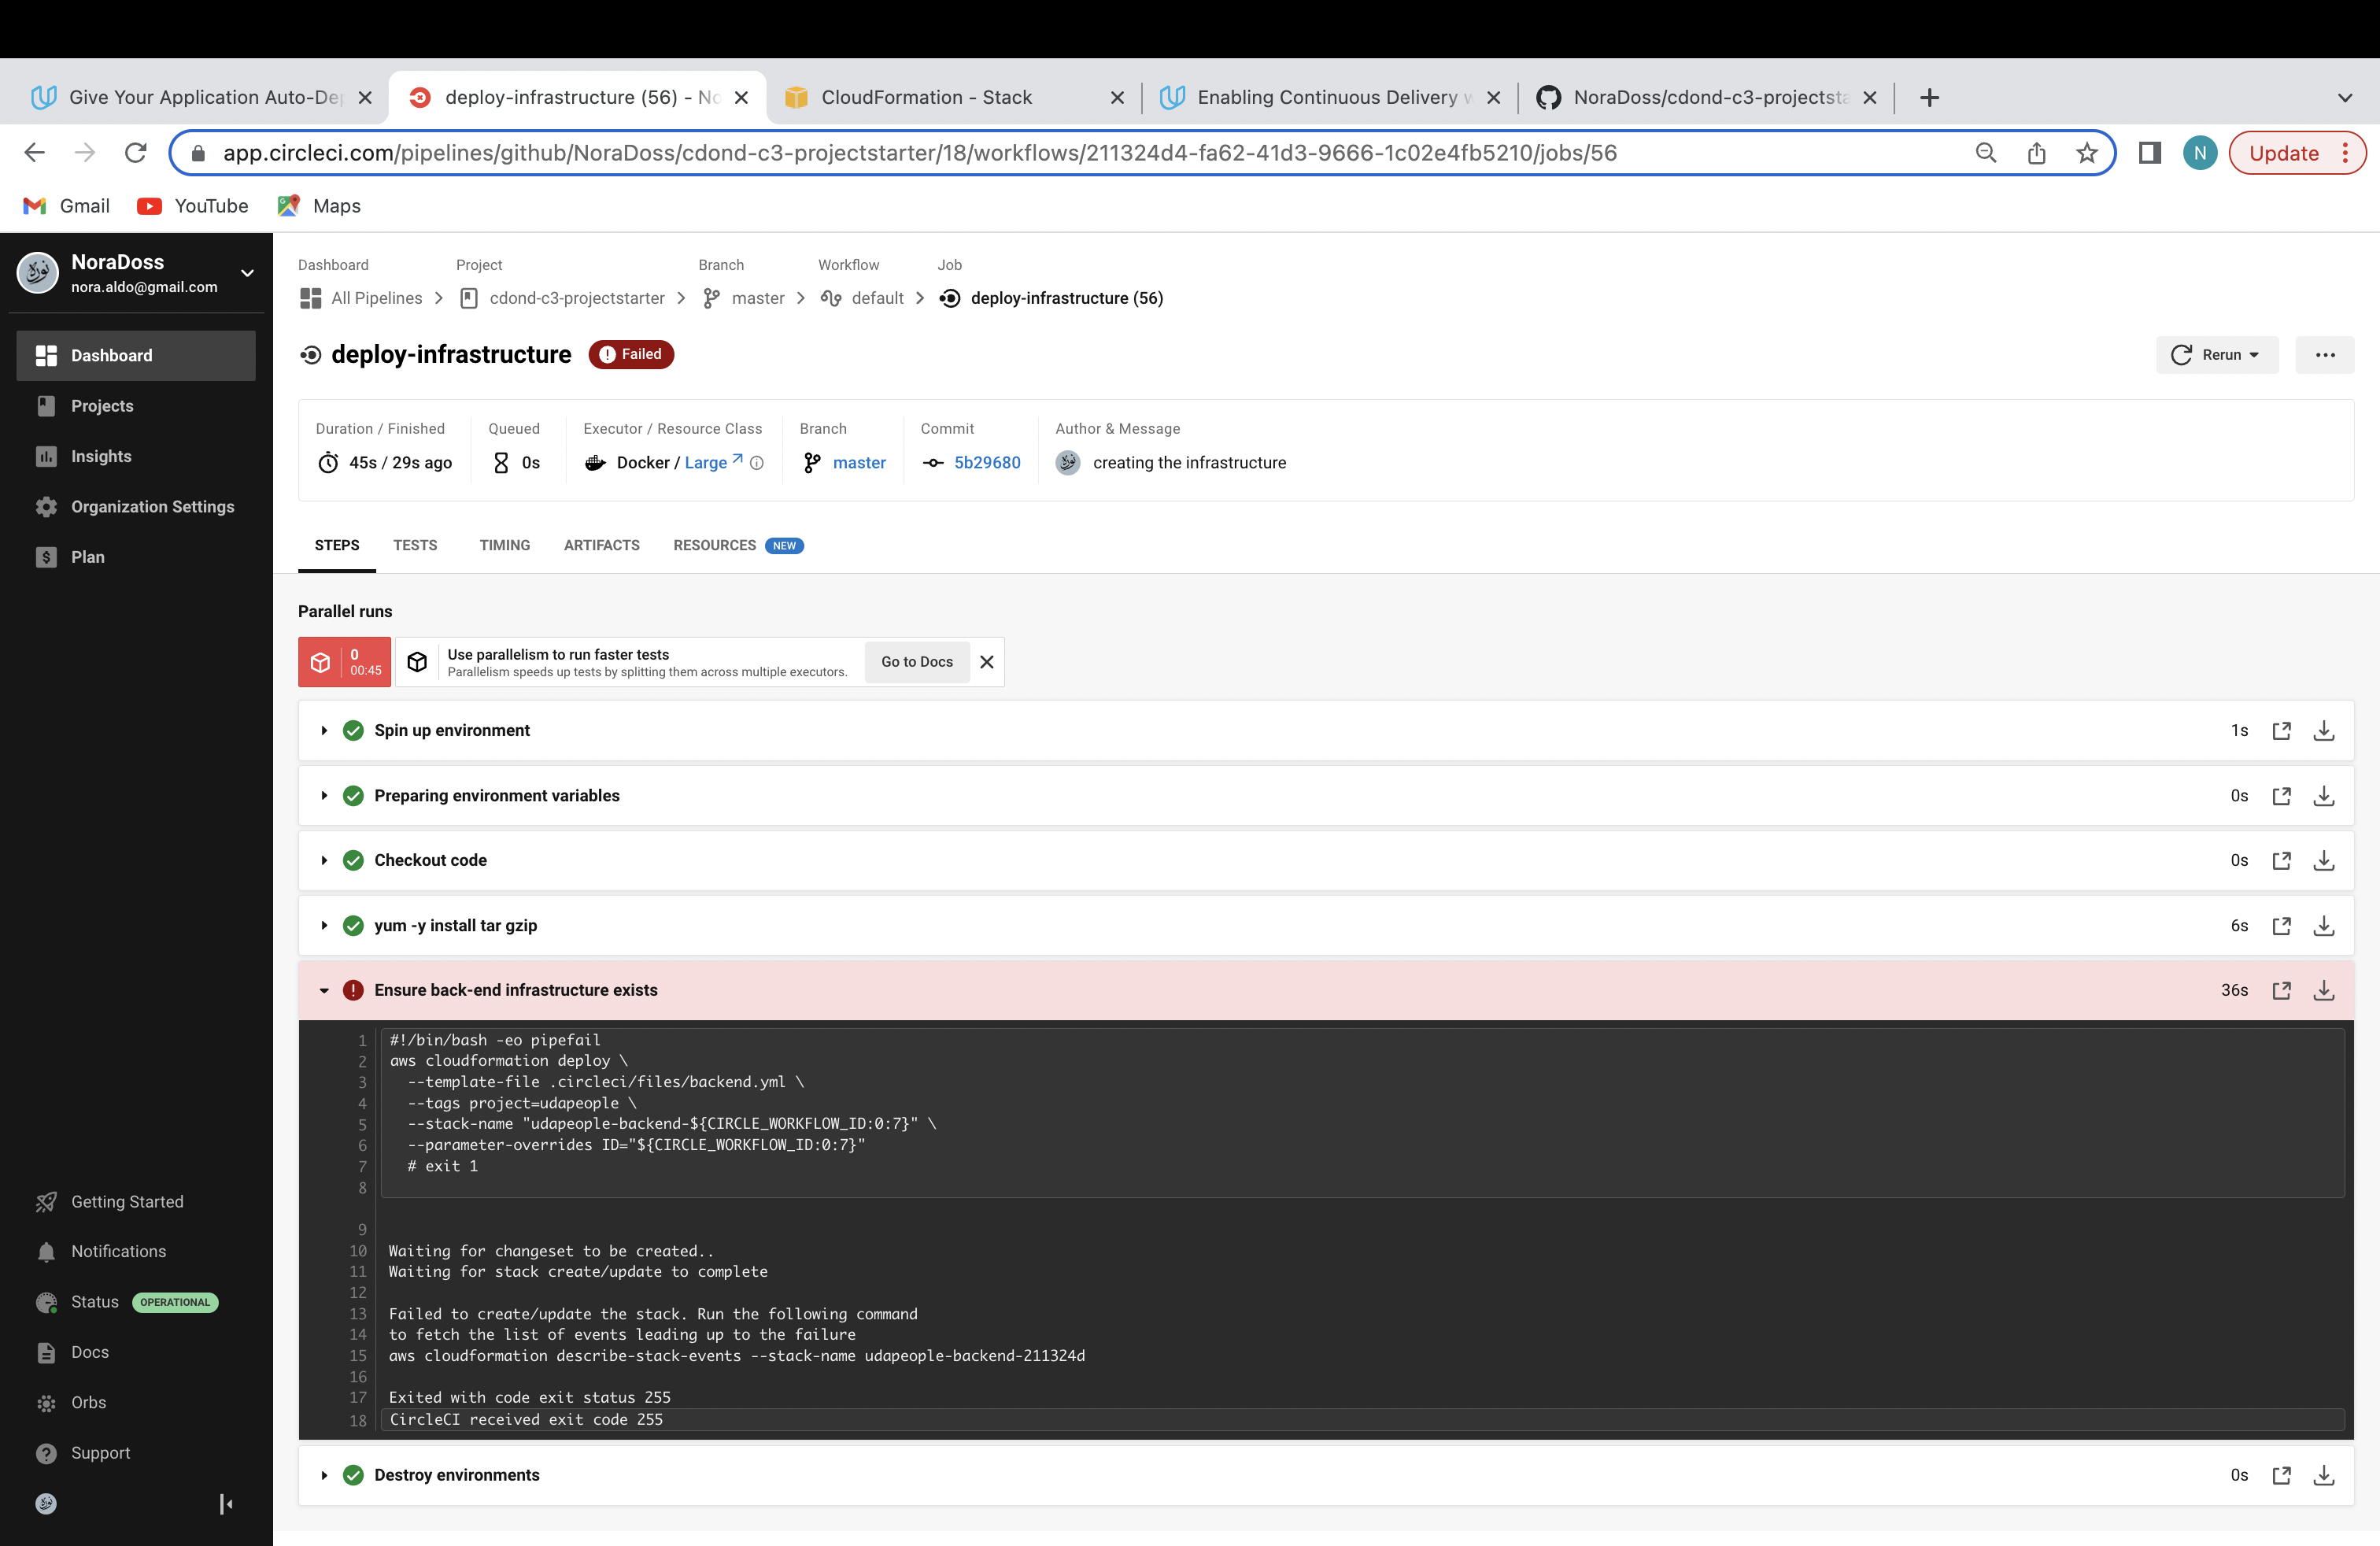 Give Your Application Auto-Dep
deploy-infrastructure (56) - No
CloudFormation - Stack
Enabling Continuous Delivery w
NoraDoss/cdond-c3-projectsta
app.circleci.com/pipelines/github/NoraDoss/cdond-c3-projectstarter/18/workflows/211324d4-fa62-41d3-9666-1c02e4fb5210/jobs/56
N
Update
Gmail
YouTube
Maps
NoraDoss
nora.aldo@gmail.com
Dashboard
Projects
Insights
Organization Settings
Plan
Getting Started
Notifications
Status OPERATIONAL
Docs
Orbs
Support
Dashboard Project Branch Workflow Job
All Pipelines cdond-c3-projectstarter master default deploy-infrastructure (56)
deploy-infrastructure Failed
Rerun
Duration / Finished Queued Executor / Resource Class Branch Commit Author & Message
45s / 29s ago 0s Docker / Large master 5b29680 creating the infrastructure
STEPS TESTS TIMING ARTIFACTS RESOURCES NEW
Parallel runs
0
00:45
Use parallelism to run faster tests
Parallelism speeds up tests by splitting them across multiple executors.
Go to Docs
Spin up environment 1s
Preparing environment variables 0s
Checkout code 0s
yum -y install tar gzip 6s
Ensure back-end infrastructure exists 36s
1 #!/bin/bash -eo pipefail
2 aws cloudformation deploy \
3 --template-file .circleci/files/backend.yml \
4 --tags project=udapeople \
5 --stack-name "udapeople-backend-${CIRCLE_WORKFLOW_ID:0:7}" \
6 --parameter-overrides ID="${CIRCLE_WORKFLOW_ID:0:7}"
7 # exit 1
8
9
10 Waiting for changeset to be created..
11 Waiting for stack create/update to complete
12
13 Failed to create/update the stack. Run the following command
14 to fetch the list of events leading up to the failure
15 aws cloudformation describe-stack-events --stack-name udapeople-backend-211324d
16
17 Exited with code exit status 255
18 CircleCI received exit code 255
Destroy environments 0s